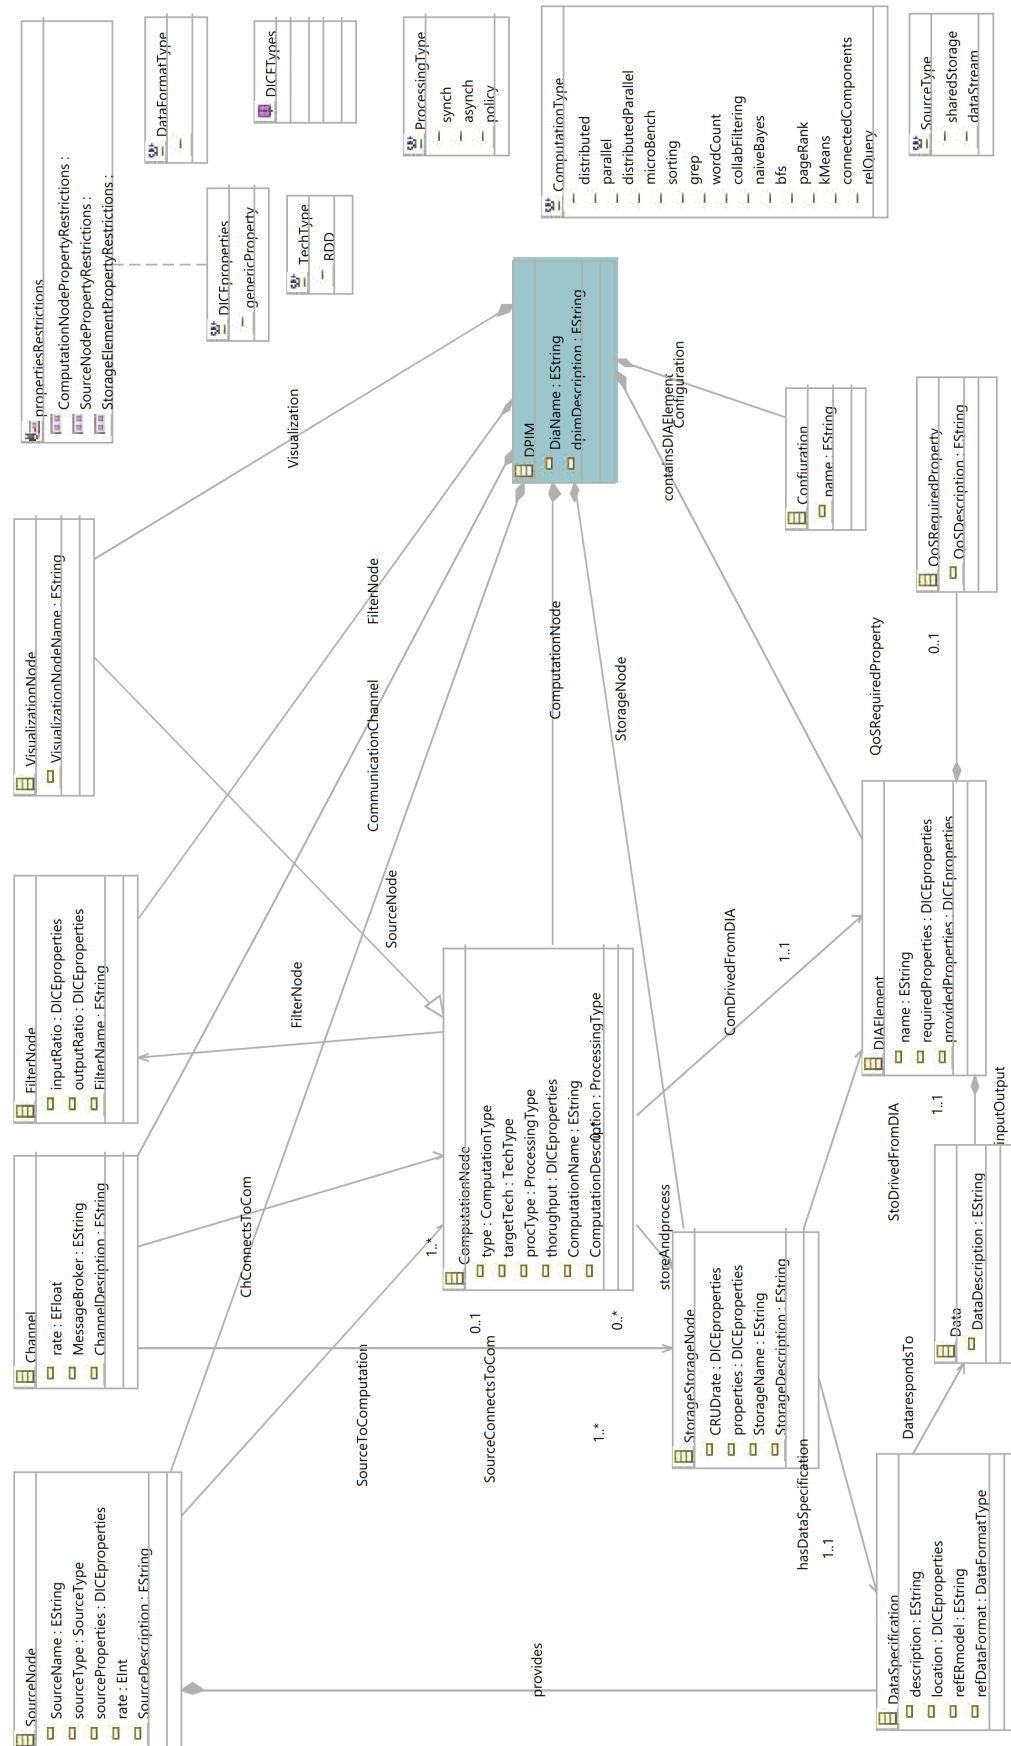 propertiesRestrictions
ComputationNodePropertyRestrictions :
SourceNodePropertyRestrictions :
StorageElementPropertyRestrictions :
DataFormatType
DICETypes
DICEproperties
genericProperty
TechType
RDD
ProcessingType
synch
asynch
policy
ComputationType
distributed
parallel
distributedParallel
microBench
sorting
grep
wordCount
collabFiltering
naiveBayes
bfs
pageRank
kMeans
connectedComponents
relQuery
SourceType
sharedStorage
dataStream
DPIM
DiaName : EString
dpimDescription : EString
Visualization
FilterNode
CommunicationChannel
SourceNode
ComputationNode
StorageNode
containsDIAElement
Configuration
Confiuration
name : EString
QoSRequiredProperty
QoSDescription : EString
0..1
QoSRequiredProperty
VisualizationNode
VisualizationNodeName : EString
FilterNode
inputRatio : DICEproperties
outputRatio : DICEproperties
FilterName : EString
FilterNode
Channel
rate : EFloat
MessageBroker : EString
ChannelDesription : EString
ChConnectsToCom
1..*
ComputationNode
type : ComputationType
targetTech : TechType
procType : ProcessingType
thorughput : DICEproperties
ComputationName : EString
ComputationDescription : ProcessingType
0..*
ComDrivedFromDIA
1..1
DIAElement
name : EString
requiredProperties : DICEproperties
providedProperties : DICEproperties
inputOutput
1..1
StoDrivedFromDIA
storeAndprocess
0..1
0..*
SourceToComputation
SourceConnectsToCom
1..*
StorageStorageNode
CRUDrate : DICEproperties
properties : DICEproperties
StorageName : EString
StorageDescription : EString
Data
DataDescription : EString
DatarespondsTo
hasDataSpecification
1..1
SourceNode
SourceName : EString
sourceType : SourceType
sourceProperties : DICEproperties
rate : EInt
SourceDescription : EString
provides
DataSpecification
description : EString
location : DICEproperties
refERmodel : EString
refDataFormat : DataFormatType